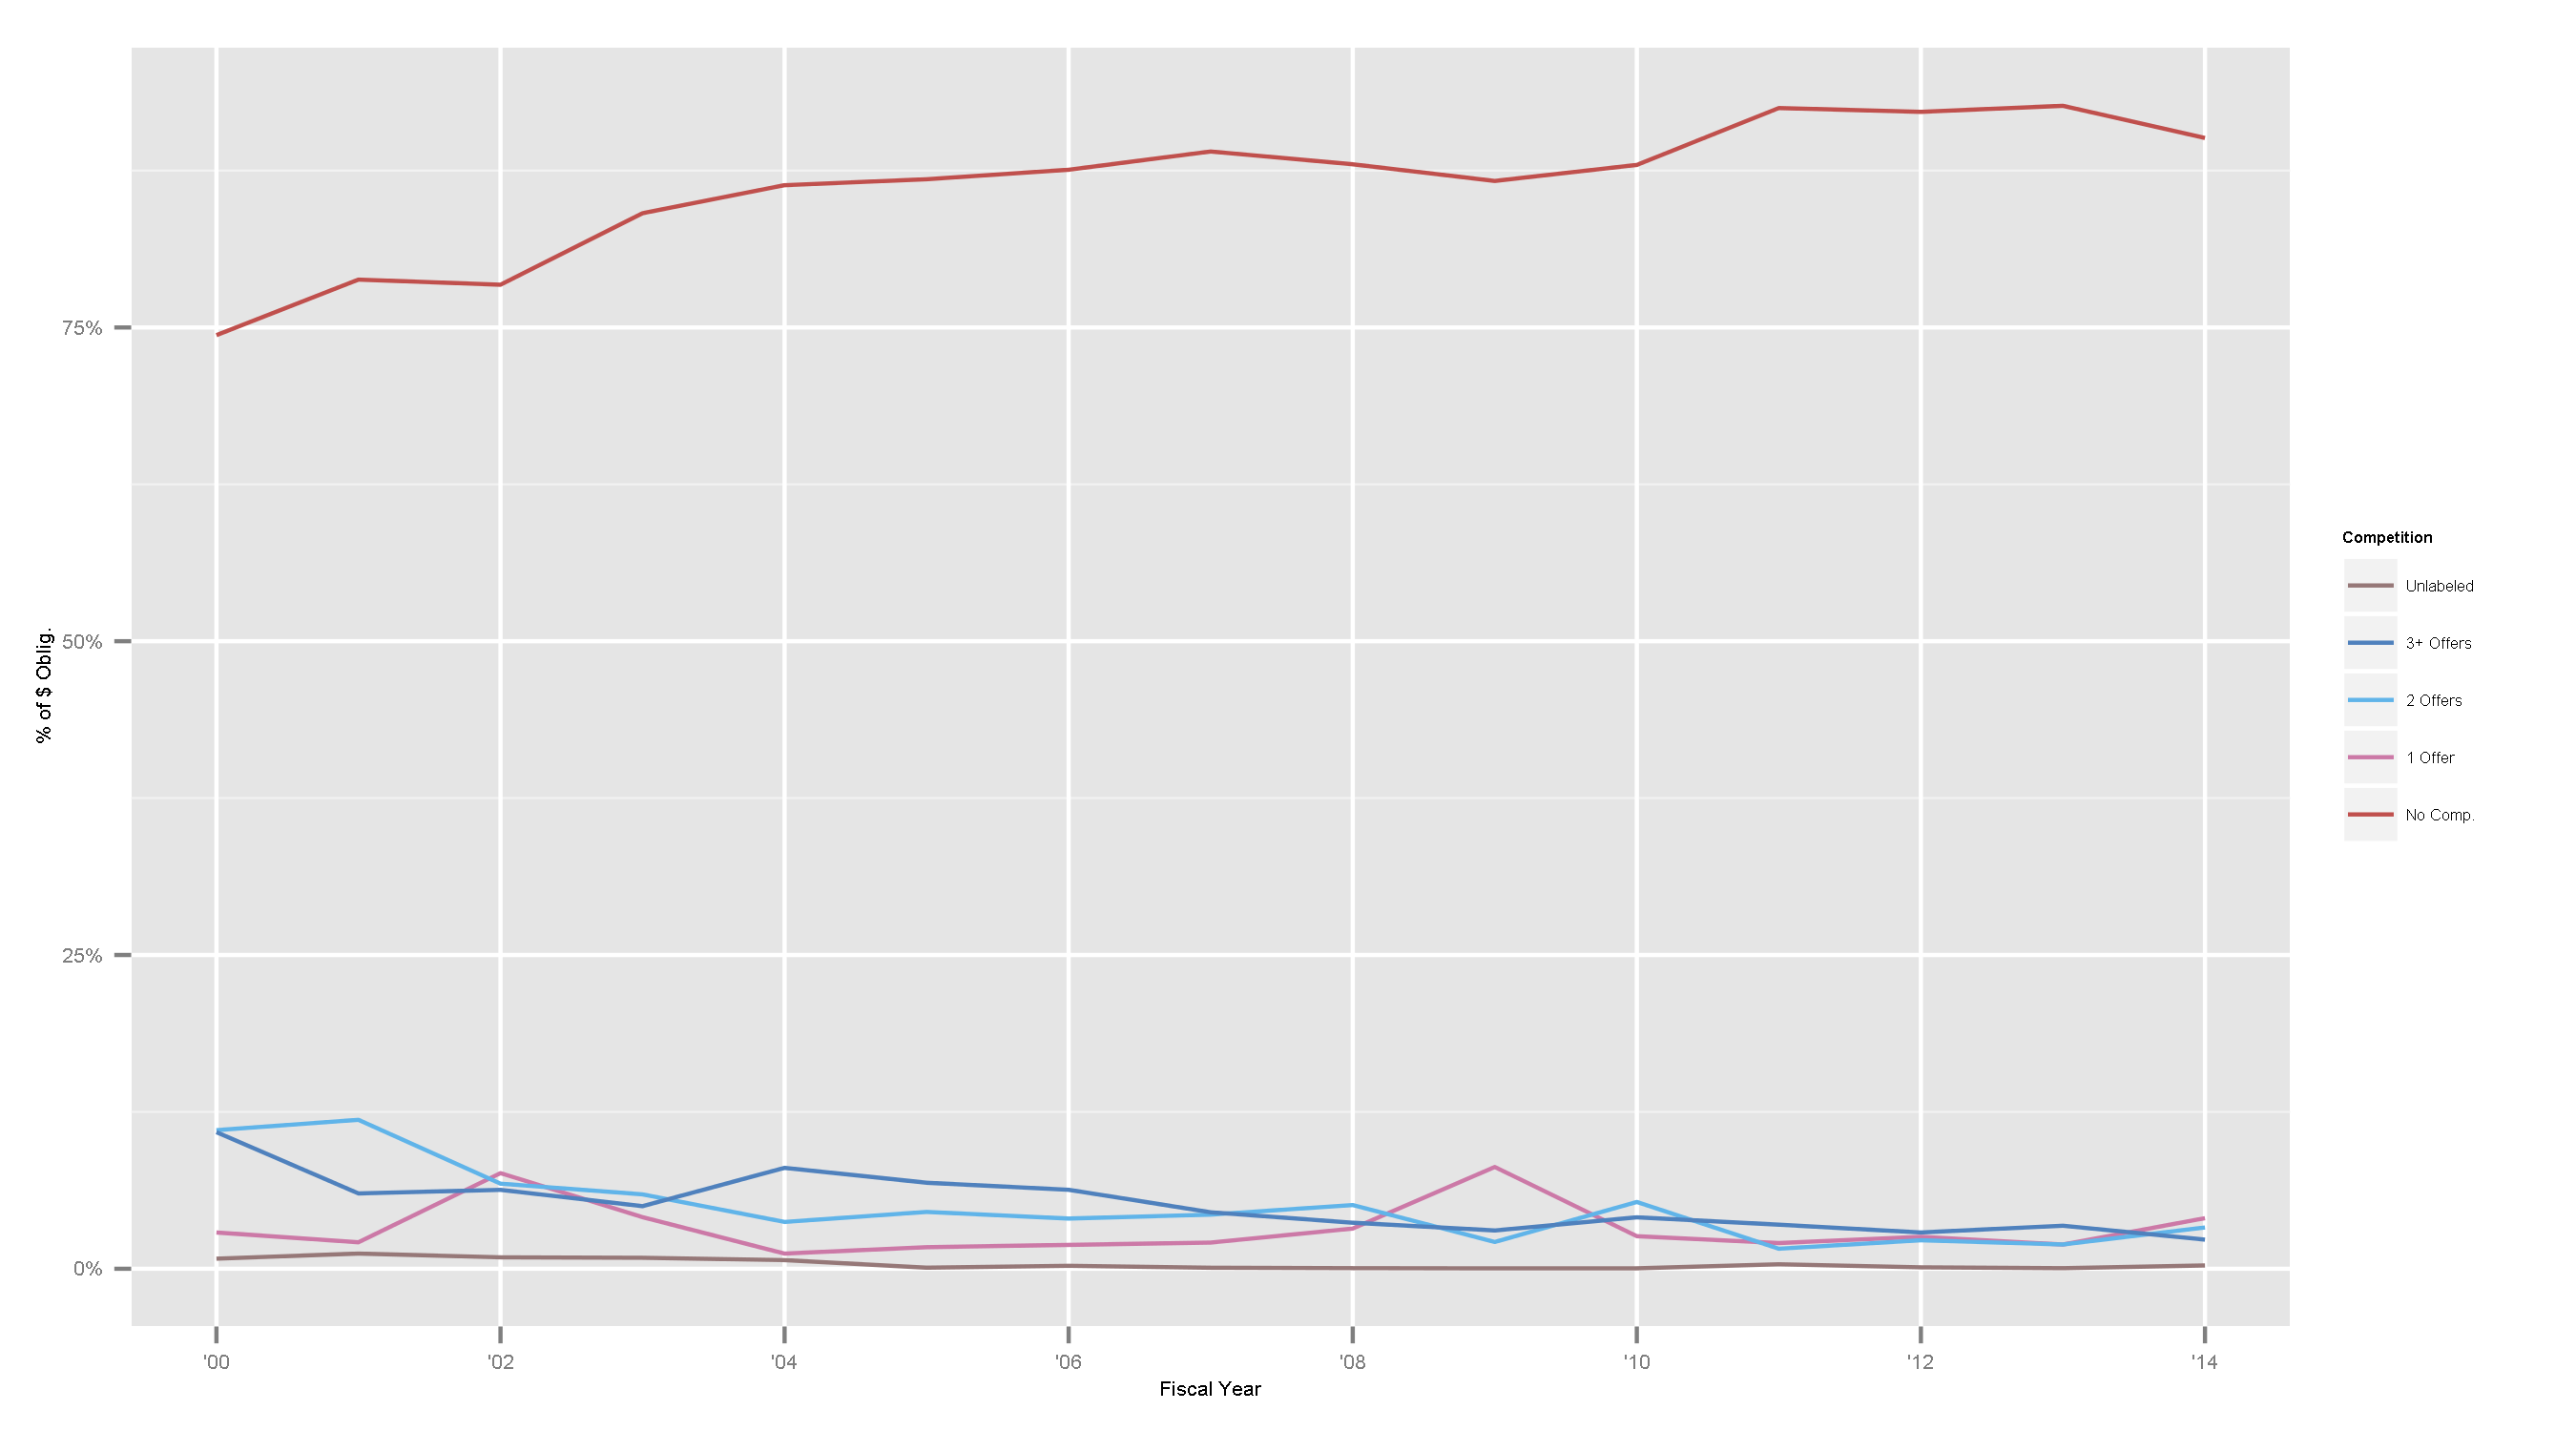 75%
50%
25%
0%
% of $ Oblig.
'00
'02
'04
'06
'08
'10
'12
'14
Fiscal Year
Competition
Unlabeled
3+ Offers
2 Offers
1 Offer
No Comp.